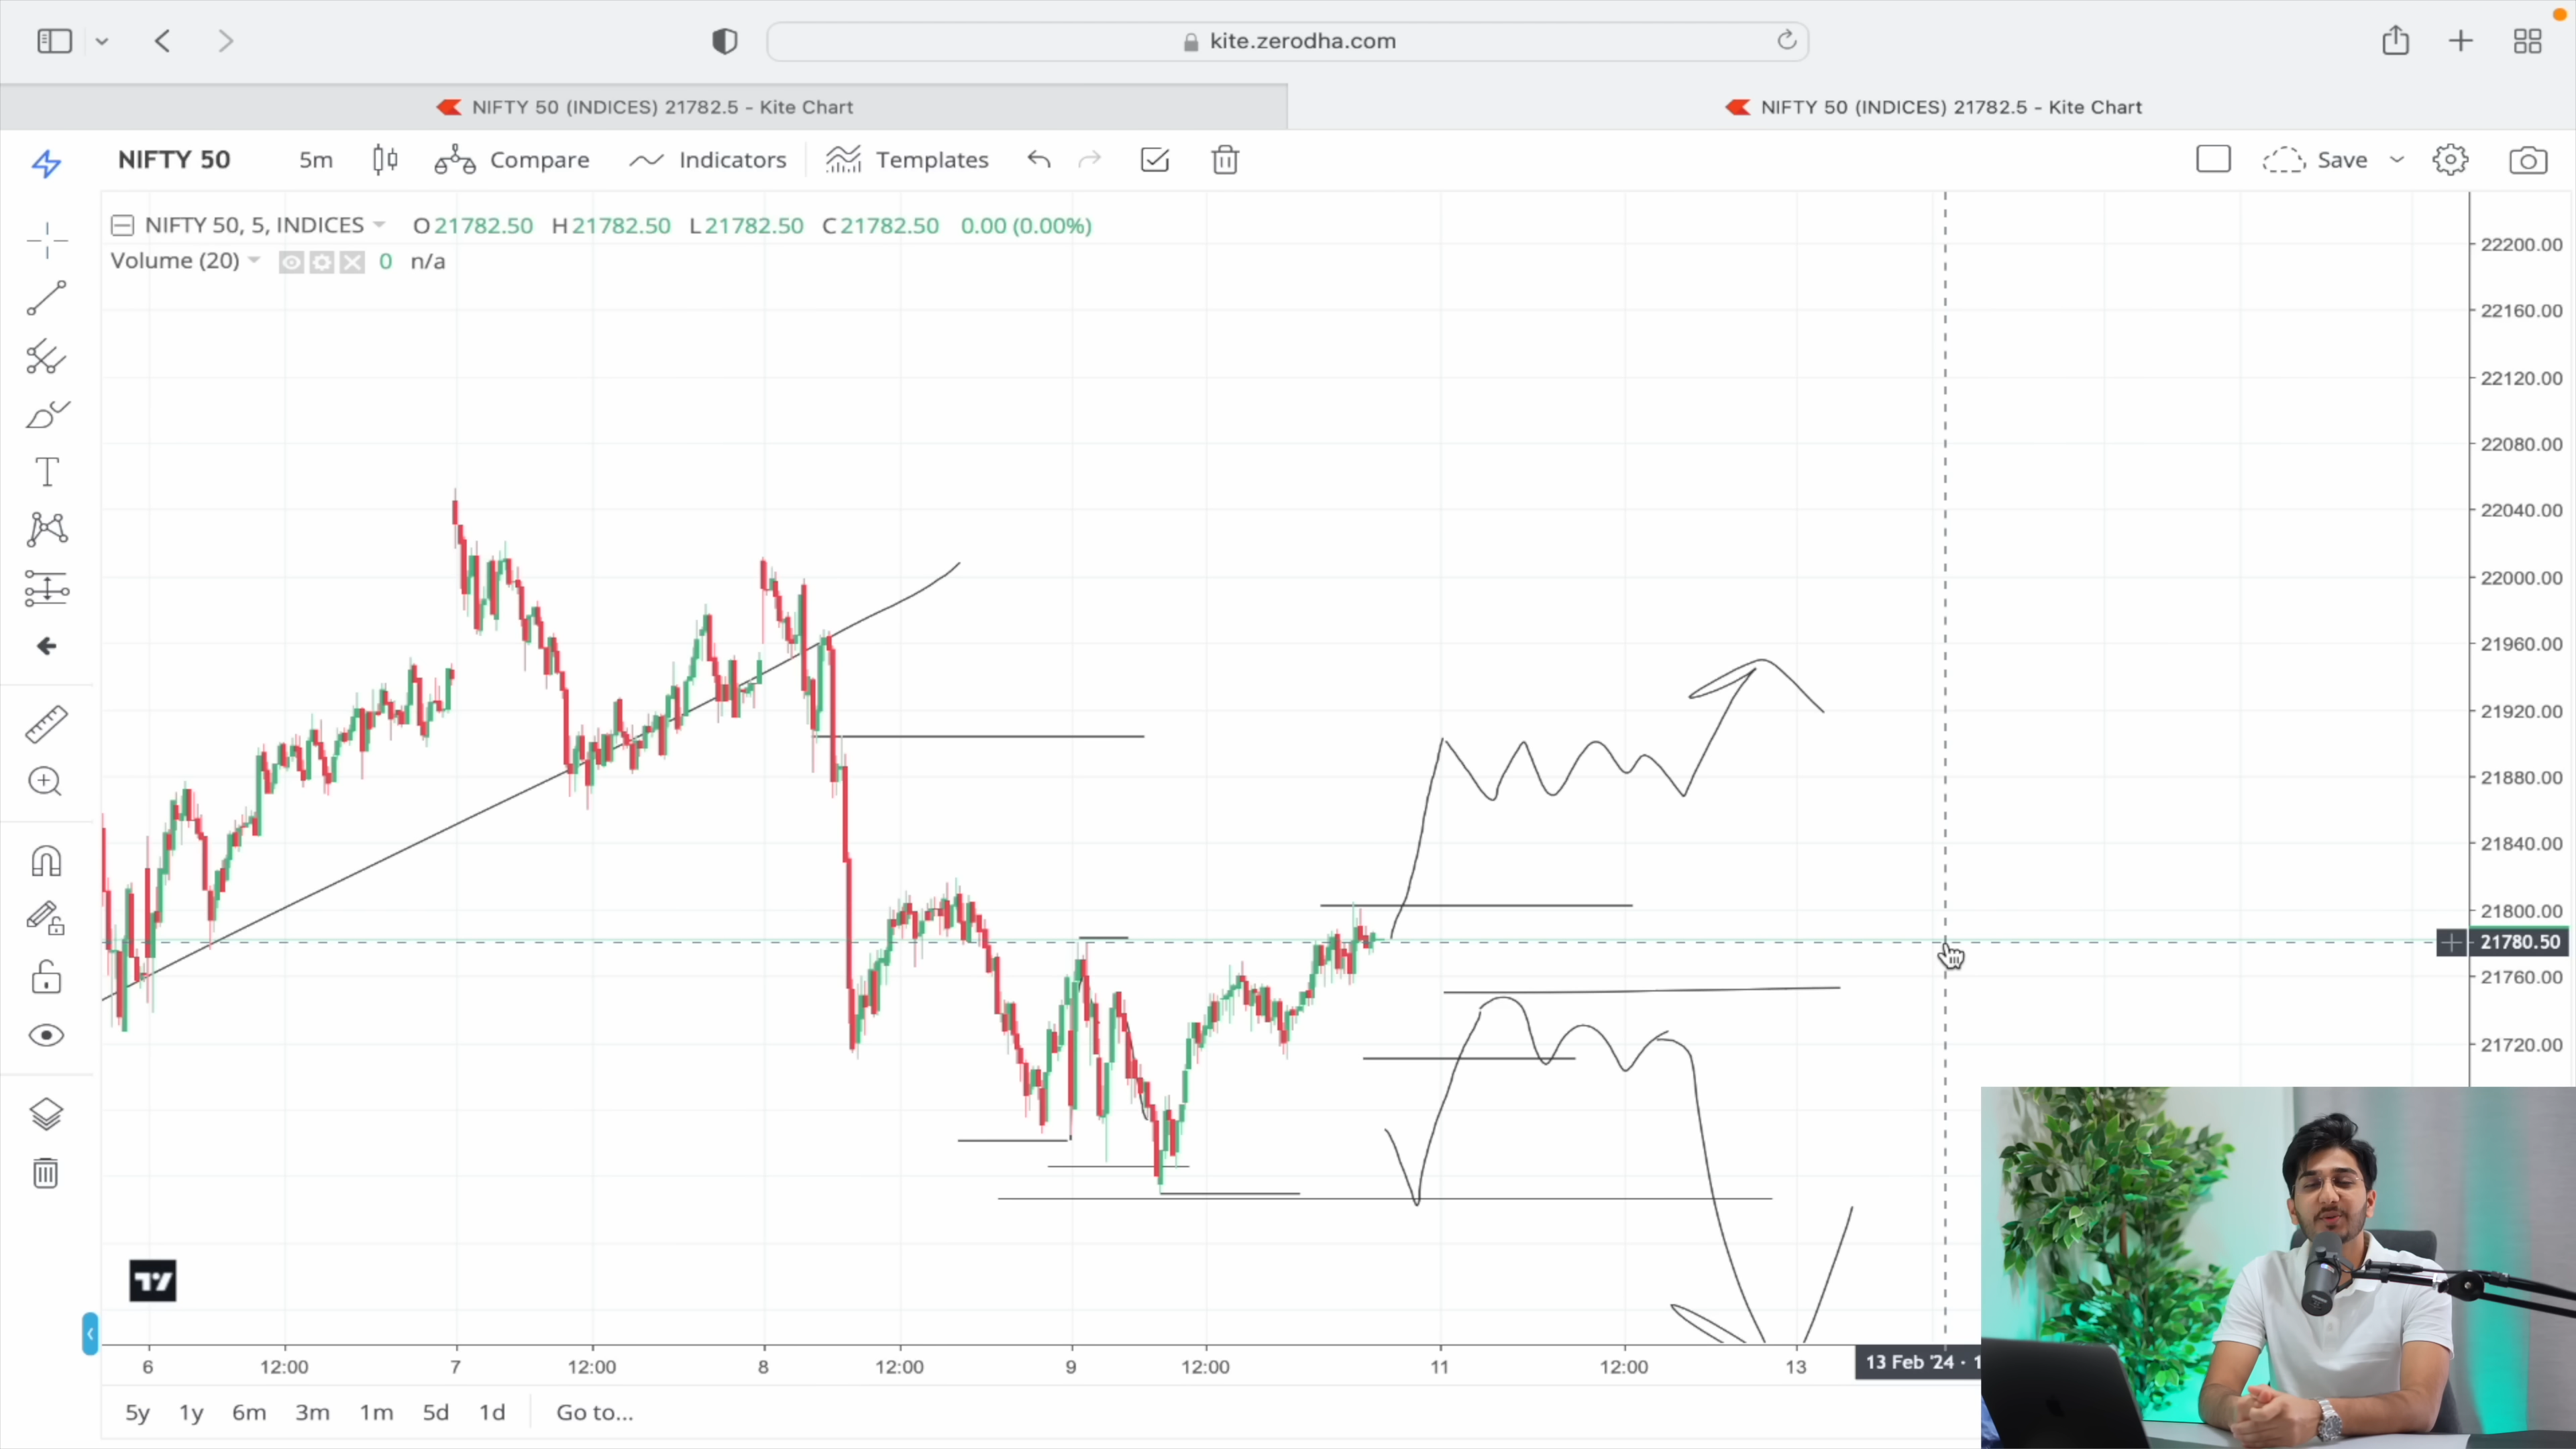 kite.zerodha.com
NIFTY 50 (INDICES) 21782.5 - Kite Chart
NIFTY 50 (INDICES) 21782.5 - Kite Chart
NIFTY 50 5m Compare Indicators Templates Save
NIFTY 50, 5, INDICES O21782.50 H21782.50 L21782.50 C21782.50 0.00 (0.00%)
Volume (20) 0 n/a
22200.00
22160.00
22120.00
22080.00
22040.00
22000.00
21960.00
21920.00
21880.00
21840.00
21800.00
21780.50
21760.00
21720.00
6 12:00 7 12:00 8 12:00 9 12:00 11 12:00 13 13 Feb '24 · 1
5y 1y 6m 3m 1m 5d 1d Go to...